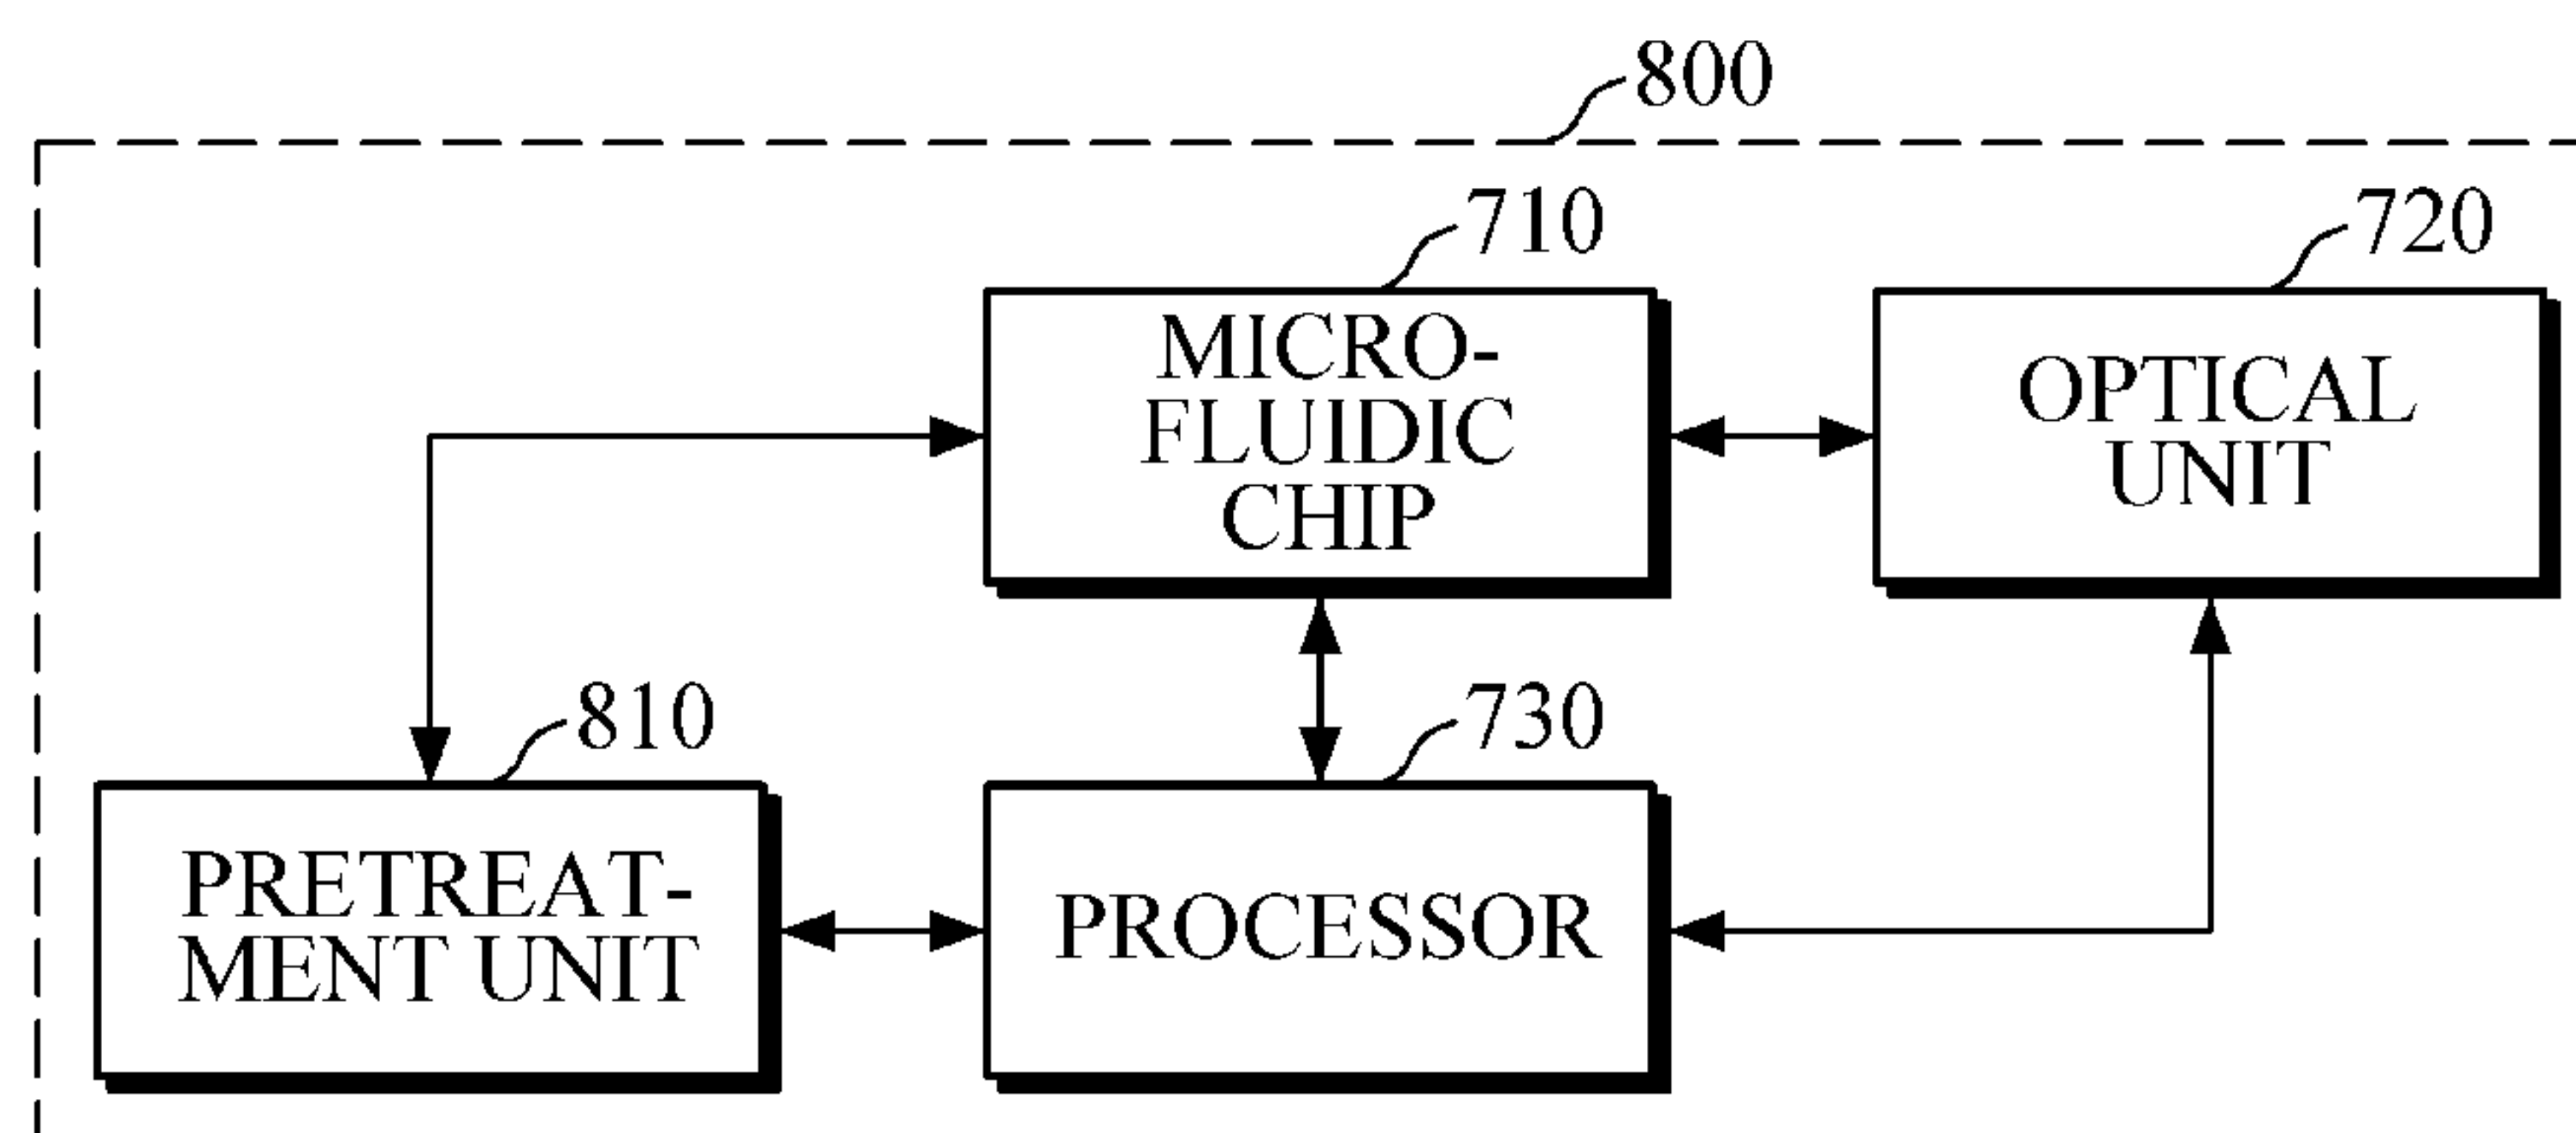 800
710
720
MICRO-
FLUIDIC
CHIP
OPTICAL
UNIT
810
730
PRETREAT-
MENT UNIT
PROCESSOR